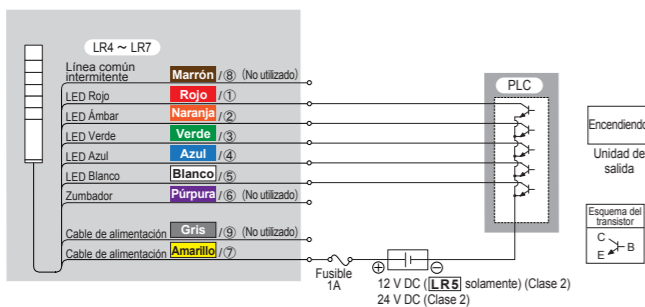 LR4 ~ LR7
Línea común
intermitente
Marrón /⑧ (No utilizado)
LED Rojo Rojo /①
LED Ámbar Naranja /②
LED Verde Verde /③
LED Azul Azul /④
LED Blanco Blanco /⑤
Zumbador Púrpura /⑥ (No utilizado)
Cable de alimentación Gris /⑨ (No utilizado)
Cable de alimentación Amarillo /⑦
Fusible
1A
⊕ ⊖
12 V DC (LR5 solamente) (Clase 2)
24 V DC (Clase 2)
PLC
Encendiendo
Unidad de
salida
Esquema del
transistor
C
B
E